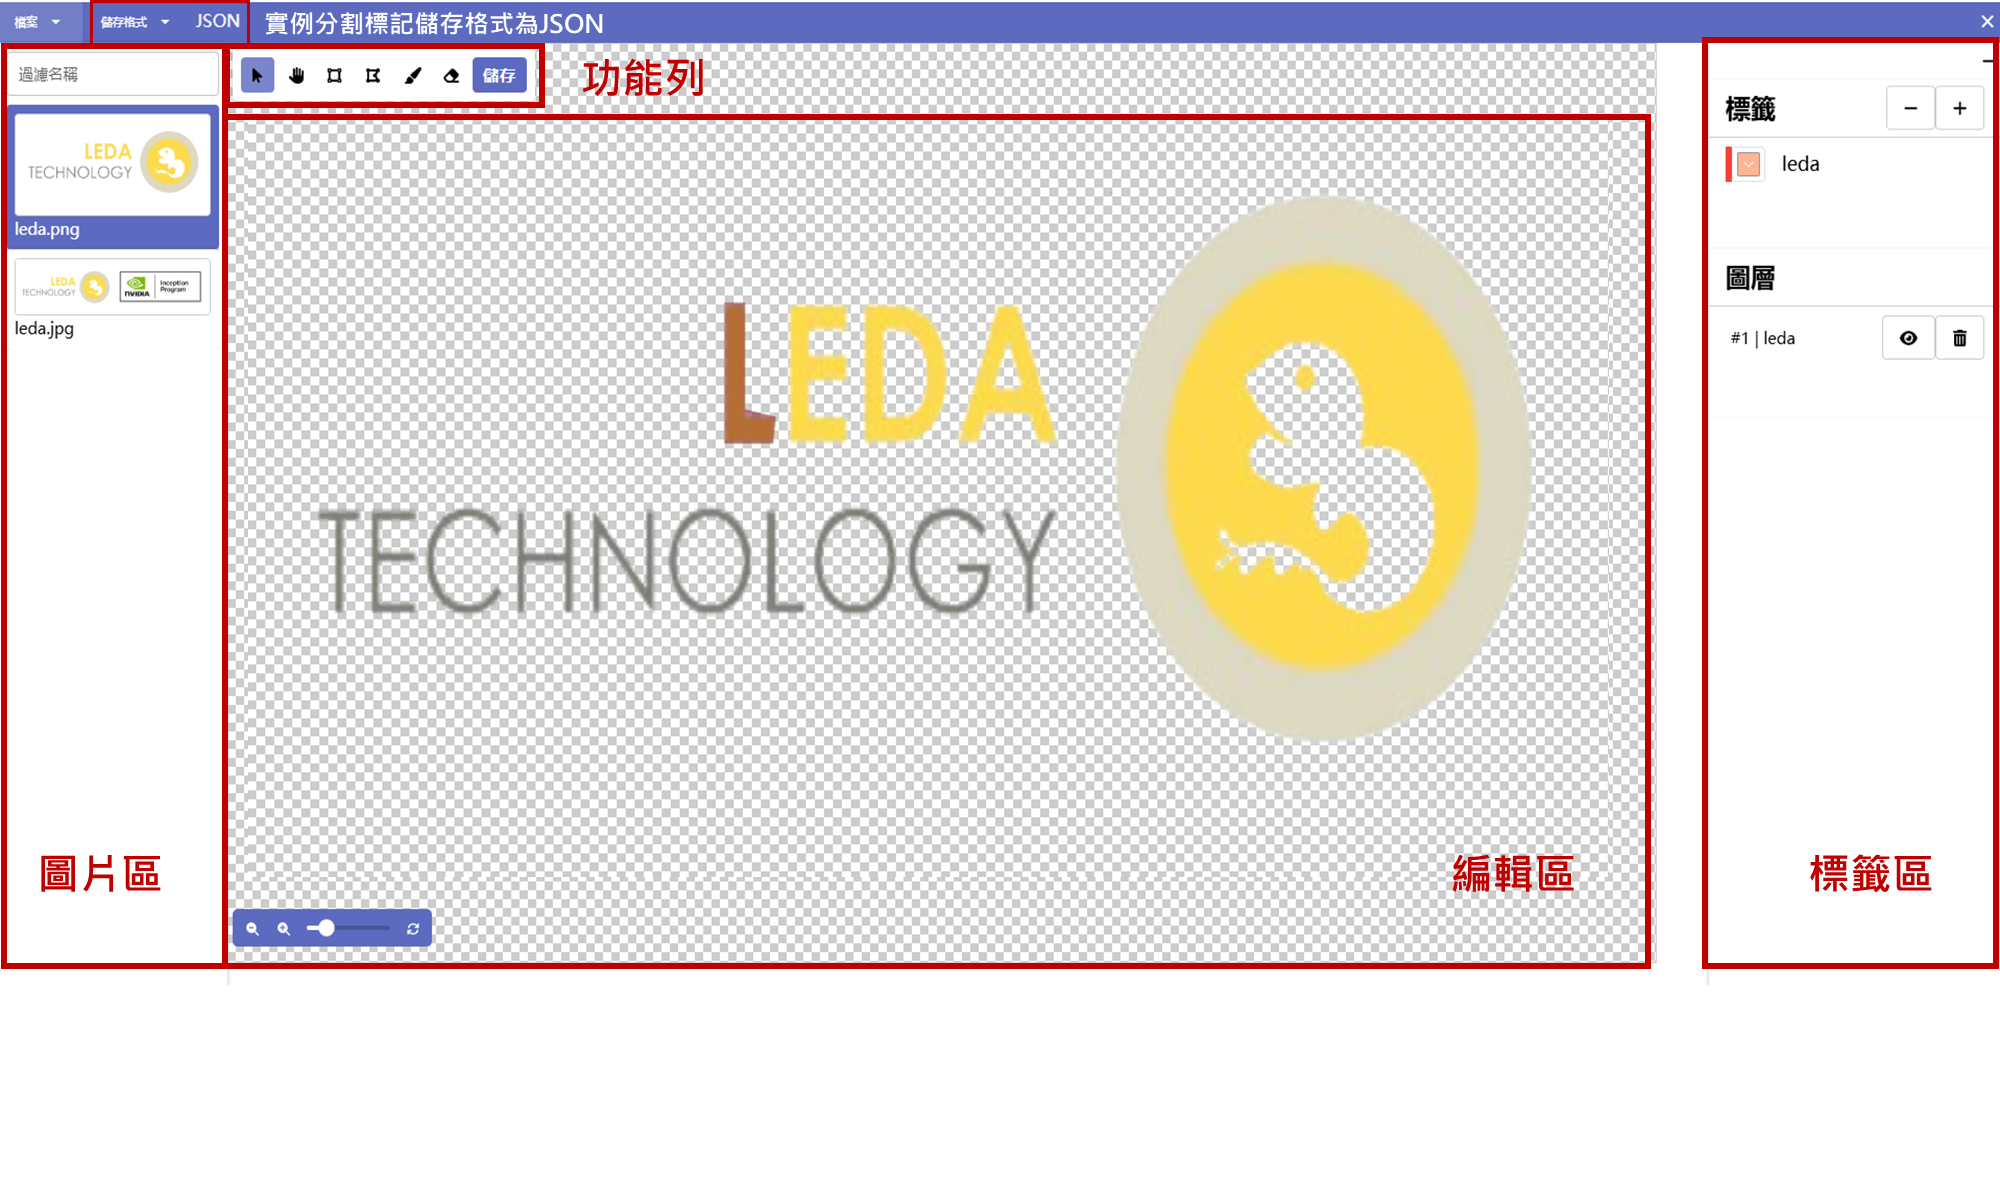 檔案 儲存格式 JSON 實例分割標記儲存格式為JSON
過濾名稱
儲存
功能列
LEDA
TECHNOLOGY
leda.png
LEDA
TECHNOLOGY
NVIDIA
Inception
Program
leda.jpg
圖片區
LEDA
TECHNOLOGY
編輯區
標籤
leda
圖層
#1 | leda
標籤區